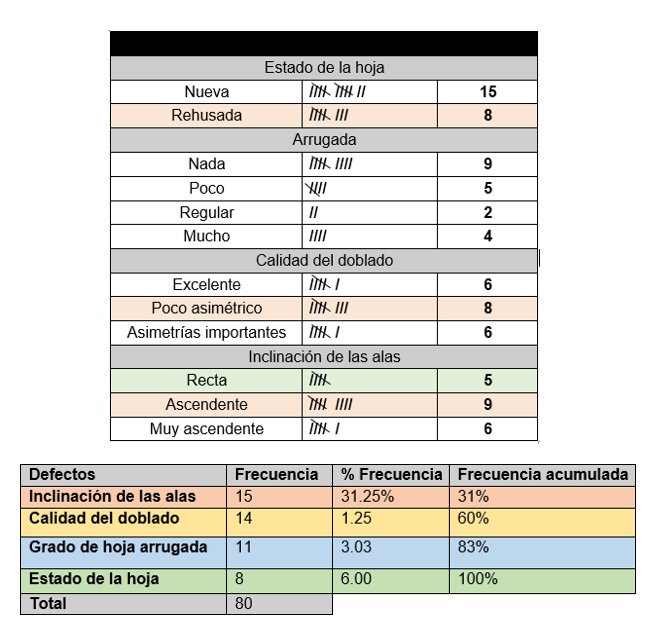 Estado de la hoja
Nueva 15
Rehusada 8
Arrugada
Nada 9
Poco 5
Regular 2
Mucho 4
Calidad del doblado
Excelente 6
Poco asimétrico 8
Asimetrías importantes 6
Inclinación de las alas
Recta 5
Ascendente 9
Muy ascendente 6
Defectos Frecuencia % Frecuencia Frecuencia acumulada
Inclinación de las alas 15 31.25% 31%
Calidad del doblado 14 1.25 60%
Grado de hoja arrugada 11 3.03 83%
Estado de la hoja 8 6.00 100%
Total 80